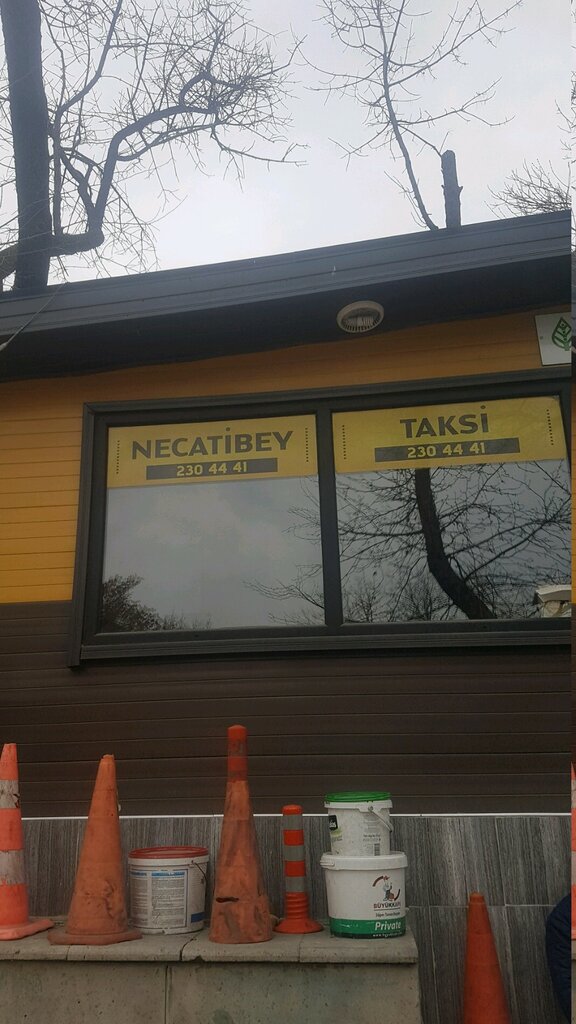 NECATİBEY
230 44 41
TAKSİ
230 44 41
Private